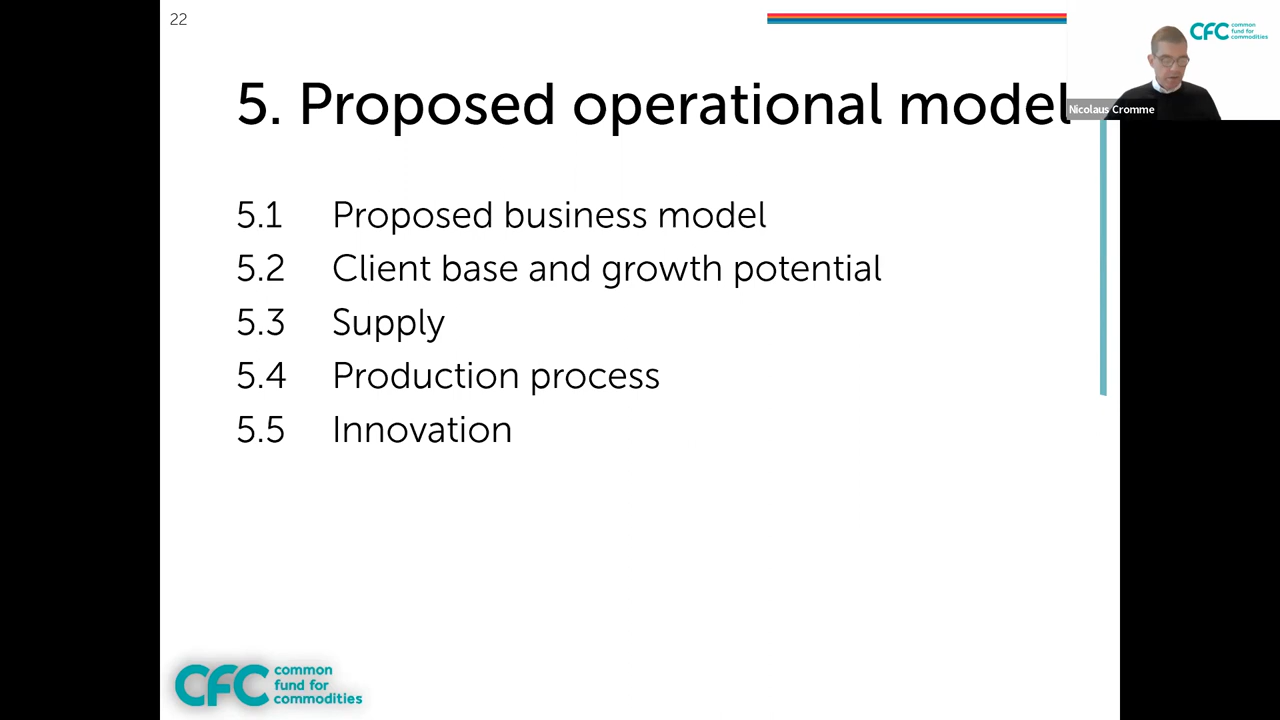 22
CFC common
fund for
commodities
Nicolaus Cromme
5. Proposed operational model
5.1 Proposed business model
5.2 Client base and growth potential
5.3 Supply
5.4 Production process
5.5 Innovation
CFC common
fund for
commodities